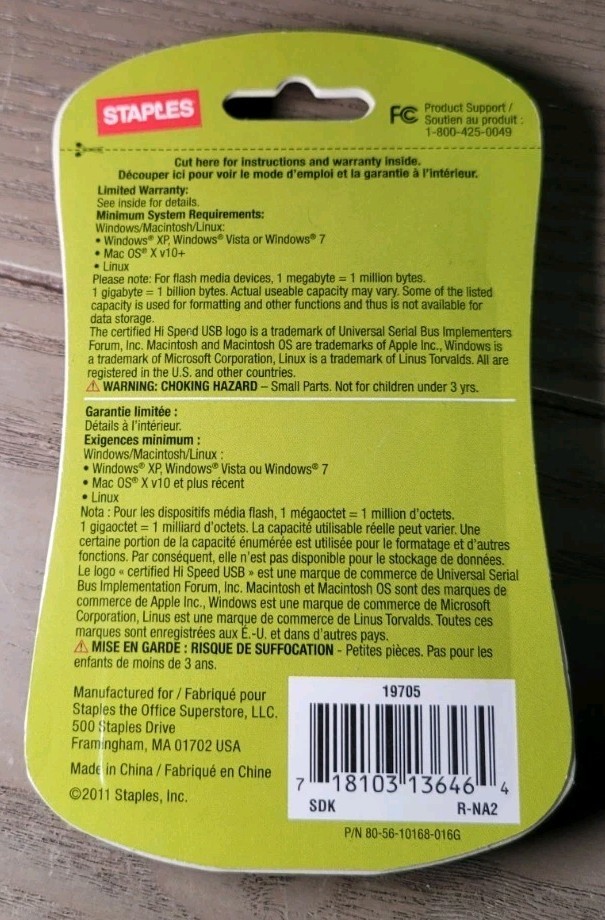 STAPLES
FC Product Support /
Soutien au produit :
1-800-425-0049
Cut here for instructions and warranty inside.
Découper ici pour voir le mode d'emploi et la garantie à l'intérieur.
Limited Warranty:
See inside for details.
Minimum System Requirements:
Windows/Macintosh/Linux:
• Windows® XP, Windows® Vista or Windows® 7
• Mac OS® X v10+
• Linux
Please note: For flash media devices, 1 megabyte = 1 million bytes.
1 gigabyte = 1 billion bytes. Actual useable capacity may vary. Some of the listed
capacity is used for formatting and other functions and thus is not available for
data storage.
The certified Hi Speed USB logo is a trademark of Universal Serial Bus Implementers
Forum, Inc. Macintosh and Macintosh OS are trademarks of Apple Inc., Windows is
a trademark of Microsoft Corporation, Linux is a trademark of Linus Torvalds. All are
registered in the U.S. and other countries.
⚠ WARNING: CHOKING HAZARD – Small Parts. Not for children under 3 yrs.
Garantie limitée :
Détails à l'intérieur.
Exigences minimum :
Windows/Macintosh/Linux :
• Windows® XP, Windows® Vista ou Windows® 7
• Mac OS® X v10 et plus récent
• Linux
Nota : Pour les dispositifs média flash, 1 mégaoctet = 1 million d'octets.
1 gigaoctet = 1 milliard d'octets. La capacité utilisable réelle peut varier. Une
certaine portion de la capacité énumérée est utilisée pour le formatage et d'autres
fonctions. Par conséquent, elle n'est pas disponible pour le stockage de données.
Le logo « certified Hi Speed USB » est une marque de commerce de Universal Serial
Bus Implementation Forum, Inc. Macintosh et Macintosh OS sont des marques de
commerce de Apple Inc., Windows est une marque de commerce de Microsoft
Corporation, Linus est une marque de commerce de Linus Torvalds. Toutes ces
marques sont enregistrées aux É.-U. et dans d'autres pays.
⚠ MISE EN GARDE : RISQUE DE SUFFOCATION - Petites pièces. Pas pour les
enfants de moins de 3 ans.
Manufactured for / Fabriqué pour
Staples the Office Superstore, LLC.
500 Staples Drive
Framingham, MA 01702 USA
Made in China / Fabriqué en Chine
©2011 Staples, Inc.
19705
7 18103 13646 4
SDK R-NA2
P/N 80-56-10168-016G